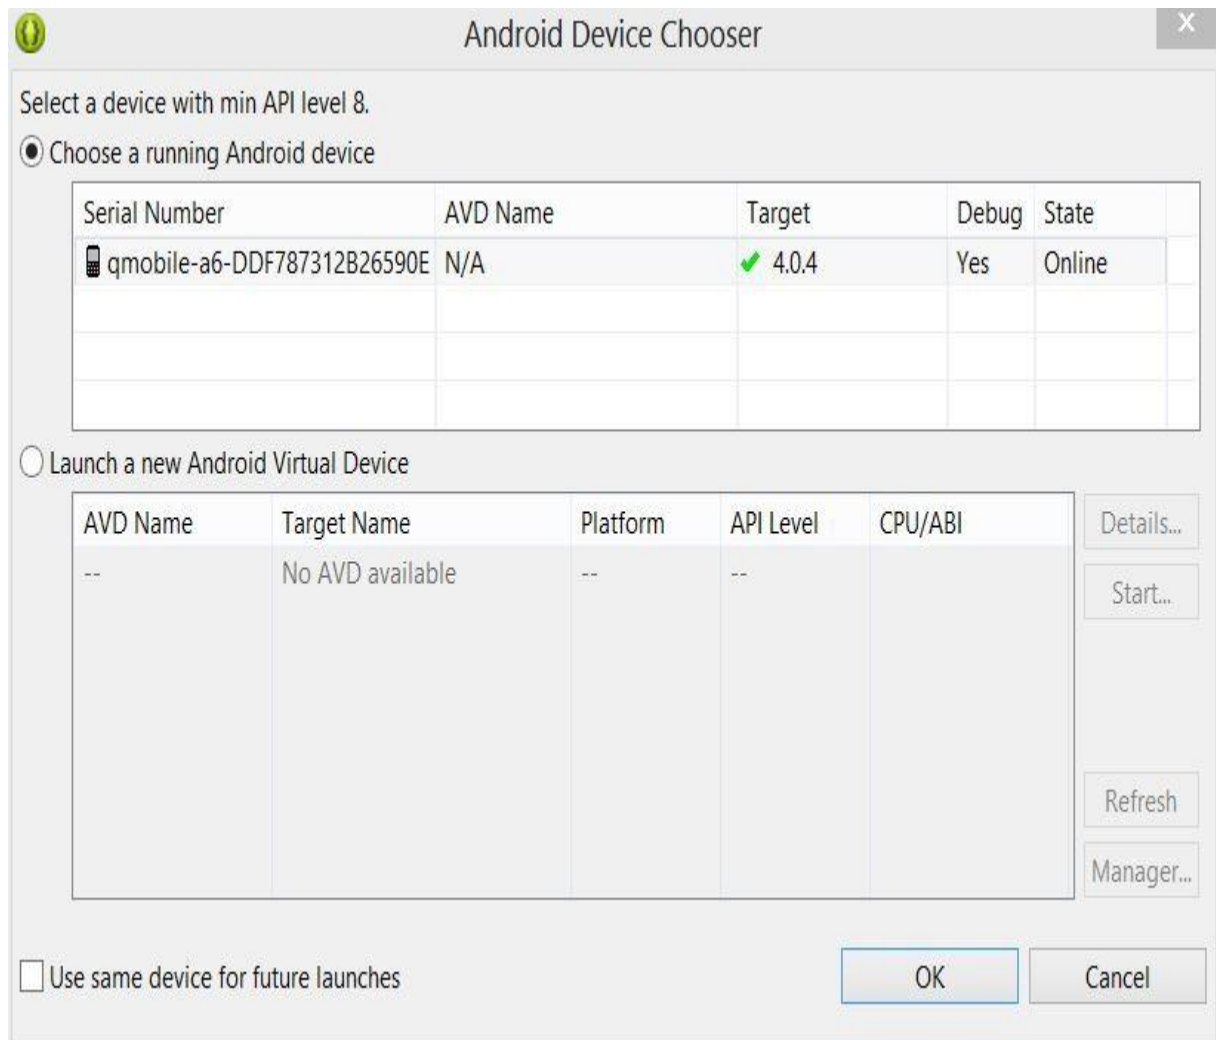 Android Device Chooser
X
Select a device with min API level 8.
Choose a running Android device
Serial Number AVD Name Target Debug State
qmobile-a6-DDF787312B26590E N/A 4.0.4 Yes Online
Launch a new Android Virtual Device
AVD Name Target Name Platform API Level CPU/ABI
Details...
-- No AVD available -- --
Start...
Refresh
Manager...
Use same device for future launches
OK Cancel